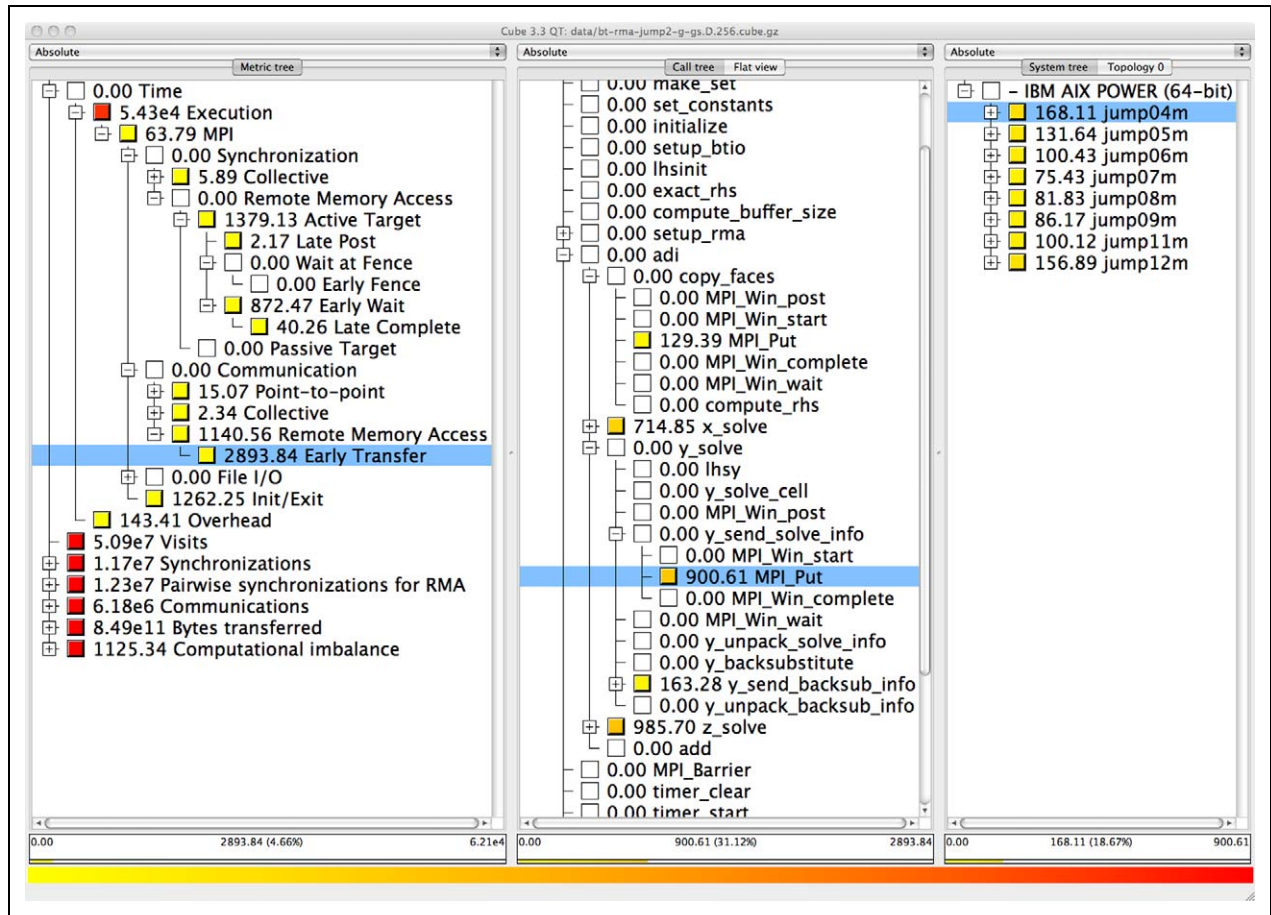 Cube 3.3 QT: data/bt-rma-jump2-g-gs.D.256.cube.gz
Absolute
Metric tree
0.00 Time
5.43e4 Execution
63.79 MPI
0.00 Synchronization
5.89 Collective
0.00 Remote Memory Access
1379.13 Active Target
2.17 Late Post
0.00 Wait at Fence
0.00 Early Fence
872.47 Early Wait
40.26 Late Complete
0.00 Passive Target
0.00 Communication
15.07 Point-to-point
2.34 Collective
1140.56 Remote Memory Access
2893.84 Early Transfer
0.00 File I/O
1262.25 Init/Exit
143.41 Overhead
5.09e7 Visits
1.17e7 Synchronizations
1.23e7 Pairwise synchronizations for RMA
6.18e6 Communications
8.49e11 Bytes transferred
1125.34 Computational imbalance
0.00 2893.84 (4.66%) 6.21e4
Absolute
Call tree Flat view
0.00 make_set
0.00 set_constants
0.00 initialize
0.00 setup_btio
0.00 lhsinit
0.00 exact_rhs
0.00 compute_buffer_size
0.00 setup_rma
0.00 adi
0.00 copy_faces
0.00 MPI_Win_post
0.00 MPI_Win_start
129.39 MPI_Put
0.00 MPI_Win_complete
0.00 MPI_Win_wait
0.00 compute_rhs
714.85 x_solve
0.00 y_solve
0.00 lhsy
0.00 y_solve_cell
0.00 MPI_Win_post
0.00 y_send_solve_info
0.00 MPI_Win_start
900.61 MPI_Put
0.00 MPI_Win_complete
0.00 MPI_Win_wait
0.00 y_unpack_solve_info
0.00 y_backsubstitute
163.28 y_send_backsub_info
0.00 y_unpack_backsub_info
985.70 z_solve
0.00 add
0.00 MPI_Barrier
0.00 timer_clear
0.00 timer_start
0.00 900.61 (31.12%) 2893.84
Absolute
System tree Topology 0
- IBM AIX POWER (64-bit)
168.11 jump04m
131.64 jump05m
100.43 jump06m
75.43 jump07m
81.83 jump08m
86.17 jump09m
100.12 jump11m
156.89 jump12m
0.00 168.11 (18.67%) 900.61